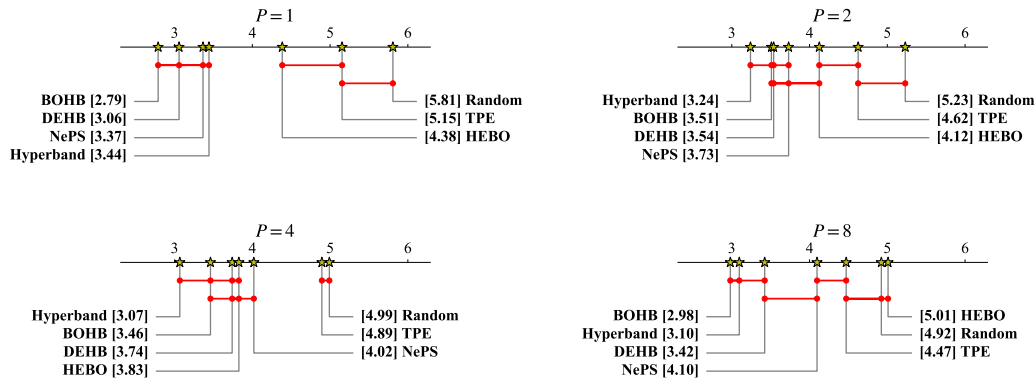 P = 1
3 4 5 6
BOHB [2.79]
DEHB [3.06]
NePS [3.37]
Hyperband [3.44]
[5.81] Random
[5.15] TPE
[4.38] HEBO
P = 2
3 4 5 6
Hyperband [3.24]
BOHB [3.51]
DEHB [3.54]
NePS [3.73]
[5.23] Random
[4.62] TPE
[4.12] HEBO
P = 4
3 4 5 6
Hyperband [3.07]
BOHB [3.46]
DEHB [3.74]
HEBO [3.83]
[4.99] Random
[4.89] TPE
[4.02] NePS
P = 8
3 4 5 6
BOHB [2.98]
Hyperband [3.10]
DEHB [3.42]
NePS [4.10]
[5.01] HEBO
[4.92] Random
[4.47] TPE